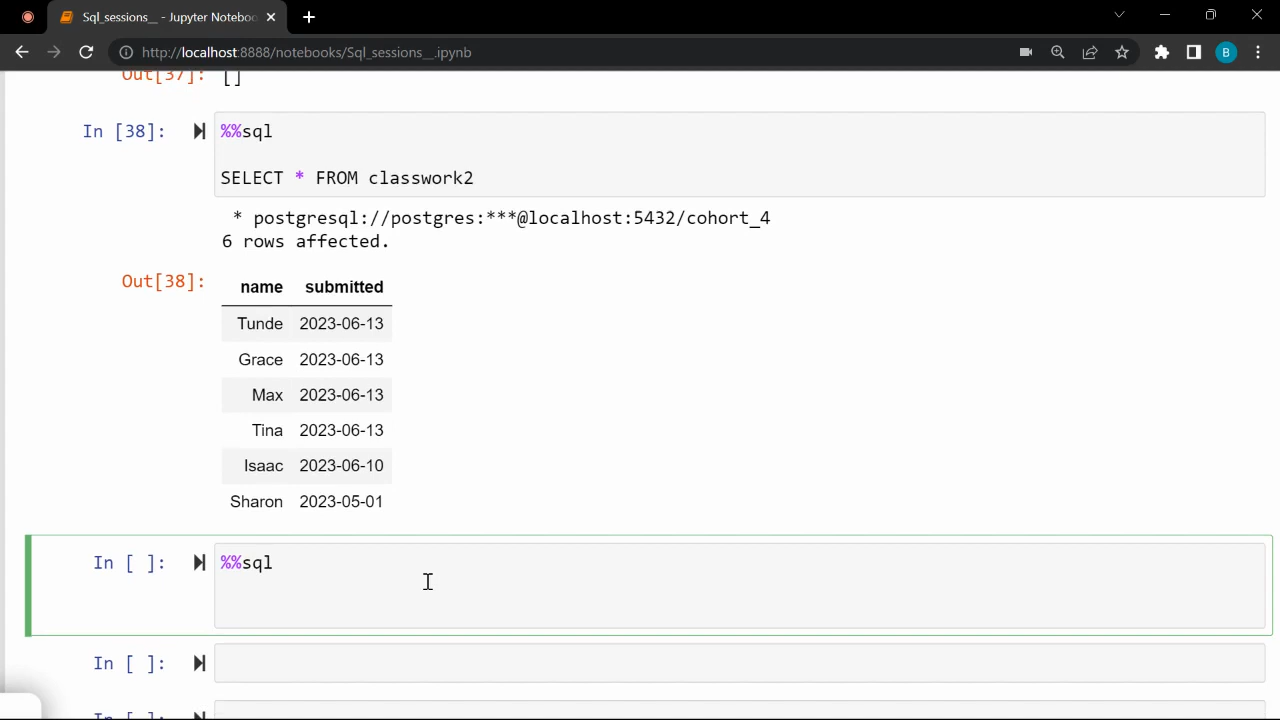 Sql_sessions__ - Jupyter Noteboo
http://localhost:8888/notebooks/Sql_sessions__.ipynb
B
Out[37]: []
In [38]: %%sql
SELECT * FROM classwork2
* postgresql://postgres:***@localhost:5432/cohort_4
6 rows affected.
Out[38]: name submitted
Tunde 2023-06-13
Grace 2023-06-13
Max 2023-06-13
Tina 2023-06-13
Isaac 2023-06-10
Sharon 2023-05-01
In [ ]: %%sql
In [ ]:
In [ ]: